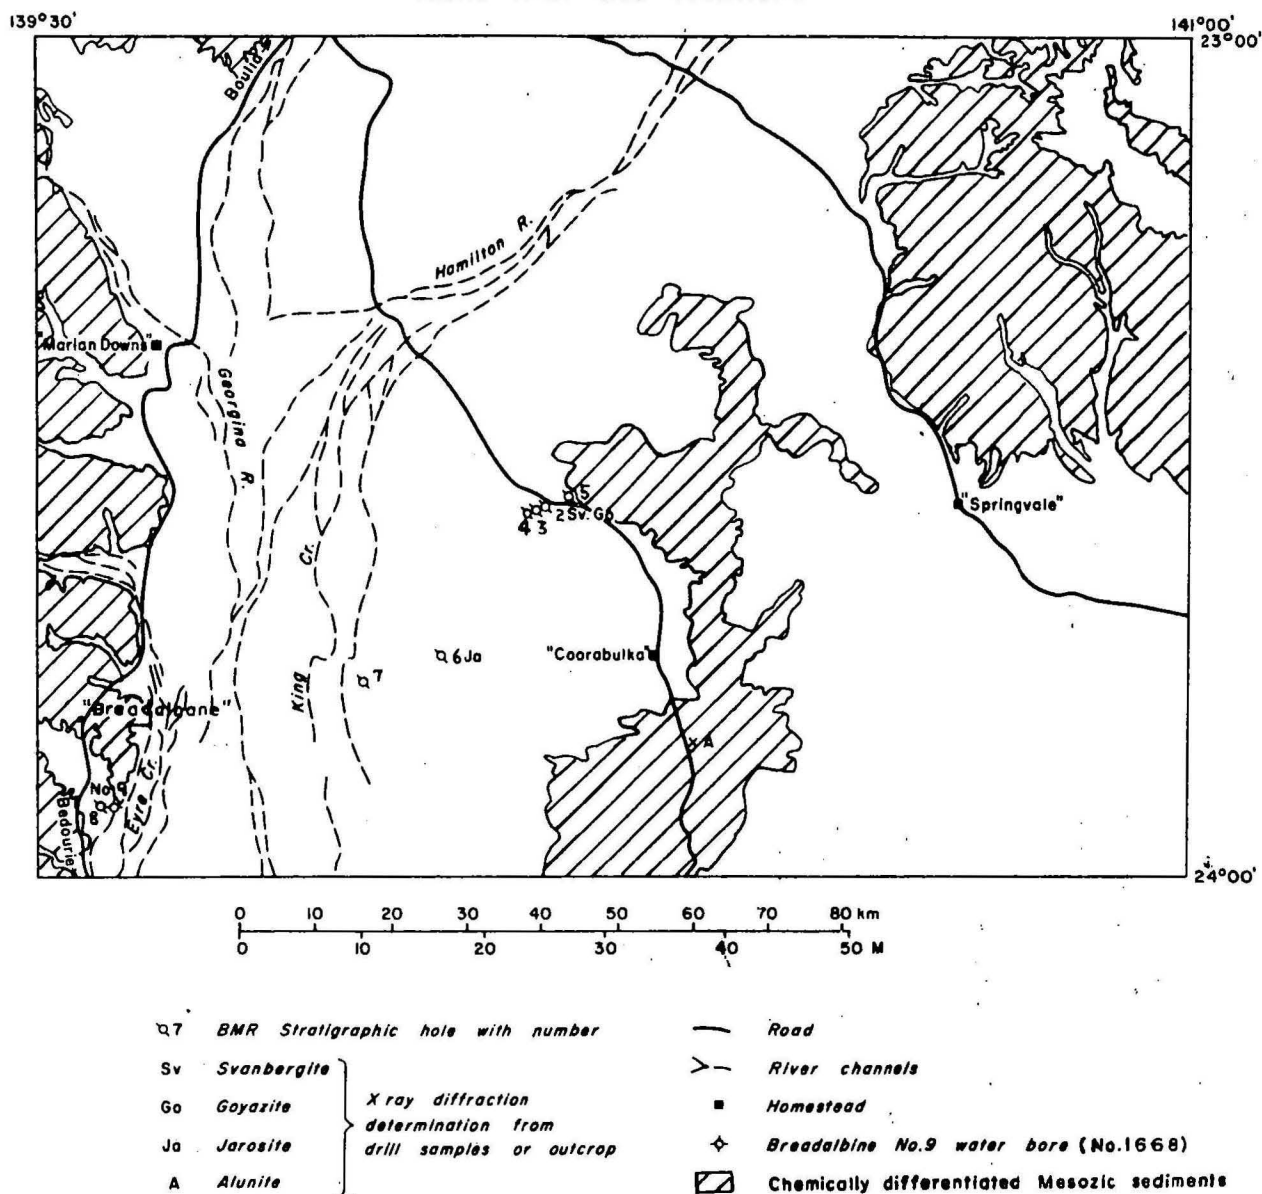 139°30'
141°00'
23°00'
Boulia
Hamilton R.
"Marion Downs"
Georgina R.
5
4 3 2 Sv. Go
"Springvale"
Cr.
6 Ja
"Coorabulka"
7
King
"Breadalbane"
A
No. 9
8
Eyre Cr.
Bedourie
24°00'
0 10 20 30 40 50 60 70 80 km
0 10 20 30 40 50 M
7 BMR Stratigraphic hole with number
Sv Svanbergite
Go Goyazite
Ja Jarosite
A Alunite
X ray diffraction
determination from
drill samples or outcrop
Road
River channels
Homestead
Breadalbine No.9 water bore (No.1668)
Chemically differentiated Mesozic sediments